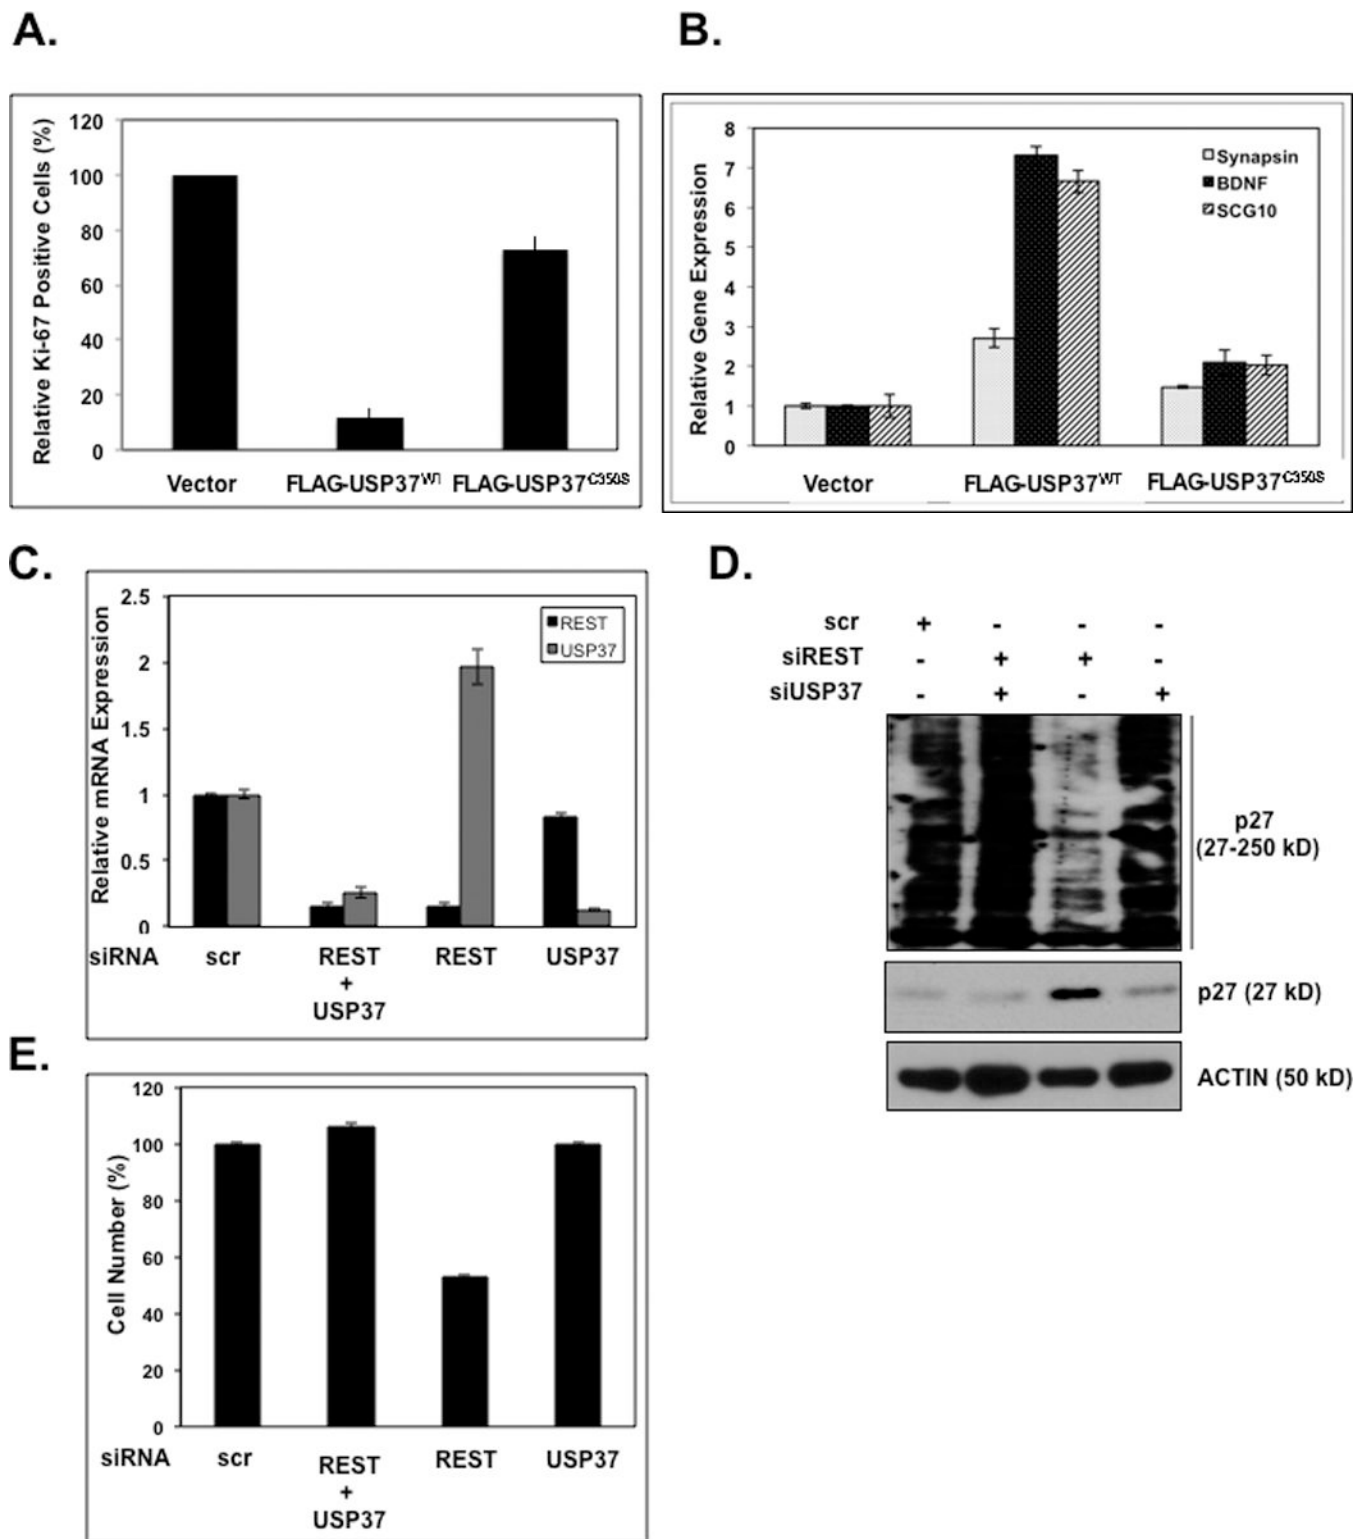 A.
Relative Ki-67 Positive Cells (%)
120
100
80
60
40
20
0
Vector
FLAG-USP37WT
FLAG-USP37C350S
B.
Relative Gene Expression
8
7
6
5
4
3
2
1
0
Synapsin
BDNF
SCG10
Vector
FLAG-USP37WT
FLAG-USP37C350S
C.
Relative mRNA Expression
2.5
2
1.5
1
0.5
0
REST
USP37
siRNA
scr
REST
+
USP37
REST
USP37
D.
scr + - - -
siREST - + + -
siUSP37 - + - +
p27
(27-250 kD)
p27 (27 kD)
ACTIN (50 kD)
E.
Cell Number (%)
120
100
80
60
40
20
0
siRNA
scr
REST
+
USP37
REST
USP37